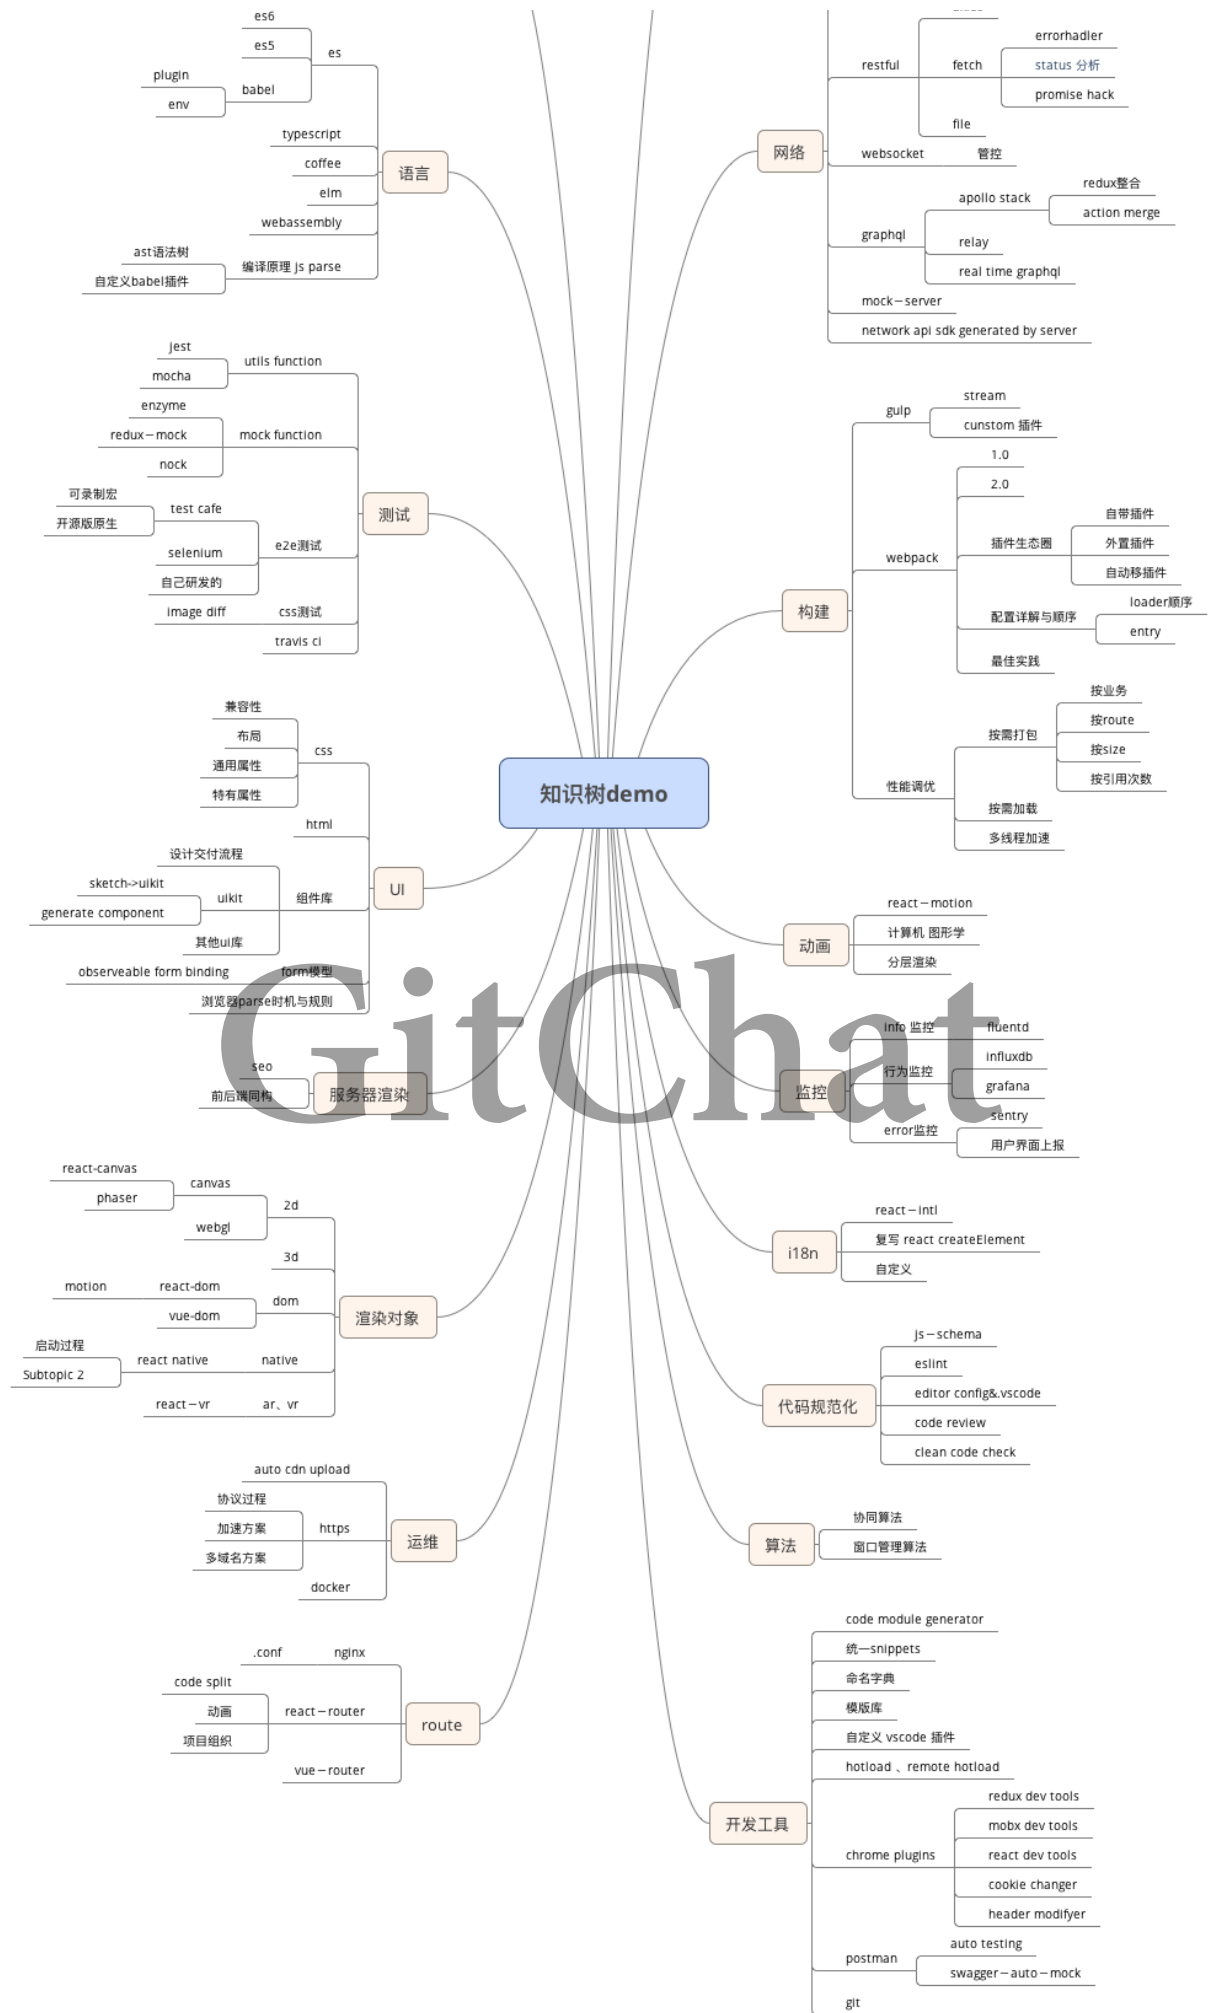 es6
es5
es
plugin
env
babel
typescript
coffee
elm
webassembly
ast语法树
自定义babel插件
编译原理 js parse
语言
jest
mocha
utils function
enzyme
redux-mock
nock
mock function
可录制宏
开源版原生
test cafe
selenium
自己研发的
e2e测试
image diff
css测试
travis ci
测试
兼容性
布局
通用属性
特有属性
css
html
设计交付流程
sketch->uikit
generate component
uikit
其他ui库
组件库
observeable form binding
form模型
浏览器parse时机与规则
UI
seo
前后端同构
服务器渲染
react-canvas
phaser
canvas
webgl
2d
3d
motion
react-dom
vue-dom
dom
启动过程
Subtopic 2
react native
native
react-vr
ar、vr
渲染对象
auto cdn upload
协议过程
加速方案
多域名方案
https
docker
运维
.conf
nginx
code split
动画
项目组织
react-router
vue-router
route
知识树demo
网络
restful
fetch
errorhadler
status 分析
promise hack
file
websocket
管控
graphql
apollo stack
redux整合
action merge
relay
real time graphql
mock-server
network api sdk generated by server
构建
gulp
stream
cunstom 插件
webpack
1.0
2.0
插件生态圈
自带插件
外置插件
自动移插件
配置详解与顺序
loader顺序
entry
最佳实践
性能调优
按需打包
按业务
按route
按size
按引用次数
按需加载
多线程加速
动画
react-motion
计算机 图形学
分层渲染
监控
info 监控
fluentd
行为监控
influxdb
grafana
error监控
sentry
用户界面上报
i18n
react-intl
复写 react createElement
自定义
代码规范化
js-schema
eslint
editor config&.vscode
code review
clean code check
算法
协同算法
窗口管理算法
开发工具
code module generator
统一snippets
命名字典
模版库
自定义 vscode 插件
hotload 、remote hotload
chrome plugins
redux dev tools
mobx dev tools
react dev tools
cookie changer
header modifyer
postman
auto testing
swagger-auto-mock
git
GitChat